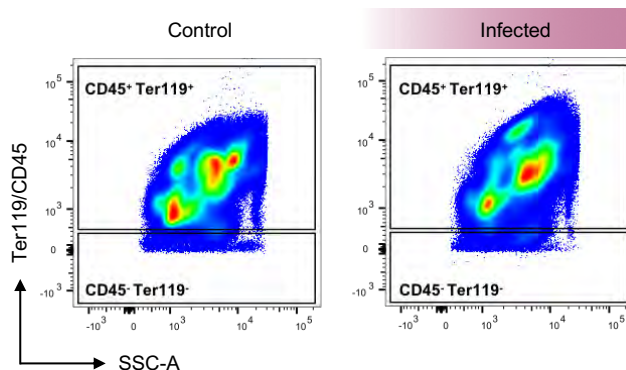 Control
Infected
Ter119/CD45
10⁵
10⁴
10³
0
-10³
CD45⁺ Ter119⁺
CD45⁻ Ter119⁻
-10³ 0 10³ 10⁴ 10⁵
10⁵
10⁴
10³
0
-10³
CD45⁺ Ter119⁺
CD45⁻ Ter119⁻
-10³ 0 10³ 10⁴ 10⁵
SSC-A